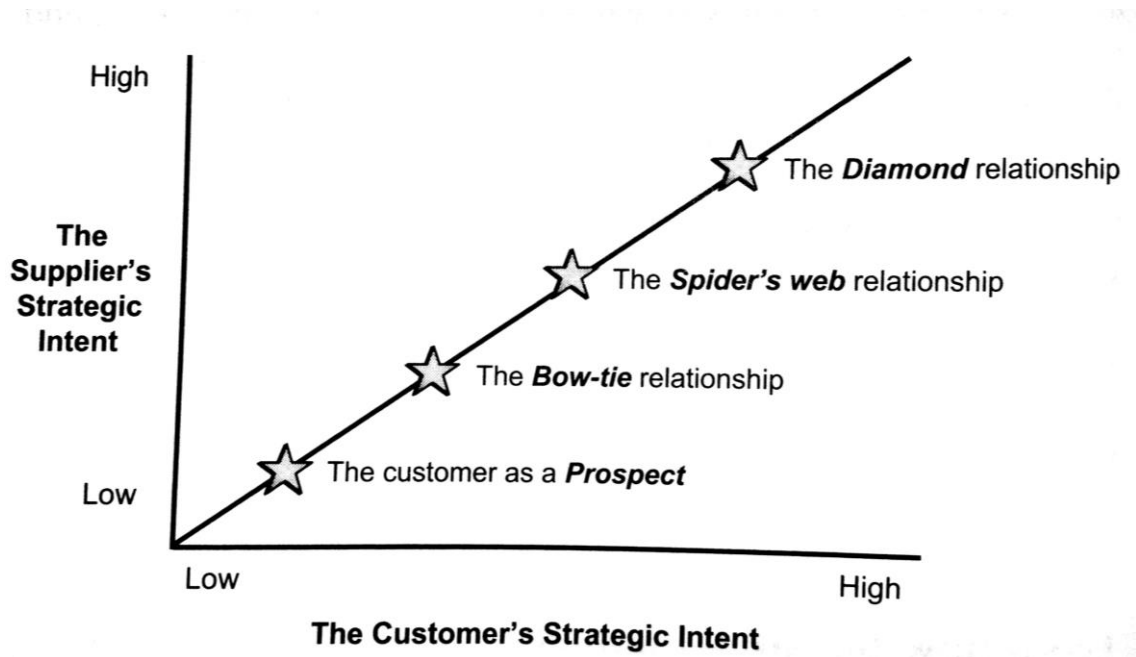 High
The Diamond relationship
The
Supplier's
Strategic
Intent
The Spider's web relationship
The Bow-tie relationship
The customer as a Prospect
Low
Low
High
The Customer's Strategic Intent